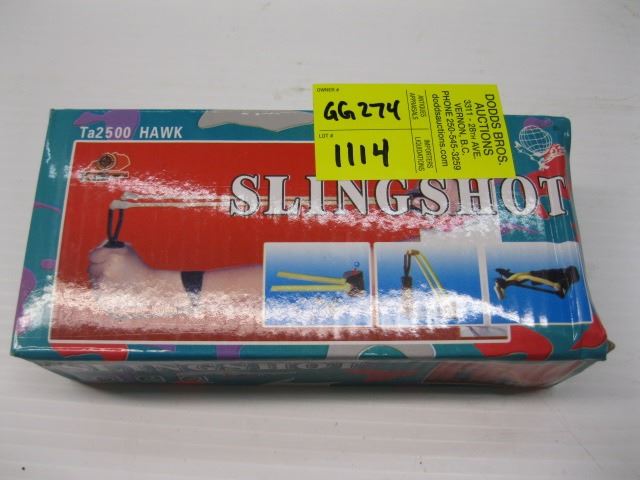 Ta2500 HAWK
SLINGSHOT
OWNER #
GG274
LOT #
1114
ANTIQUES
APPRAISALS
IMPORTERS
LIQUIDATIONS
DODDS BROS.
AUCTIONS
3311 - 28TH AVE.
VERNON, B.C.
PHONE 250-545-3259
doddsauctions.com
SLINGSHOT